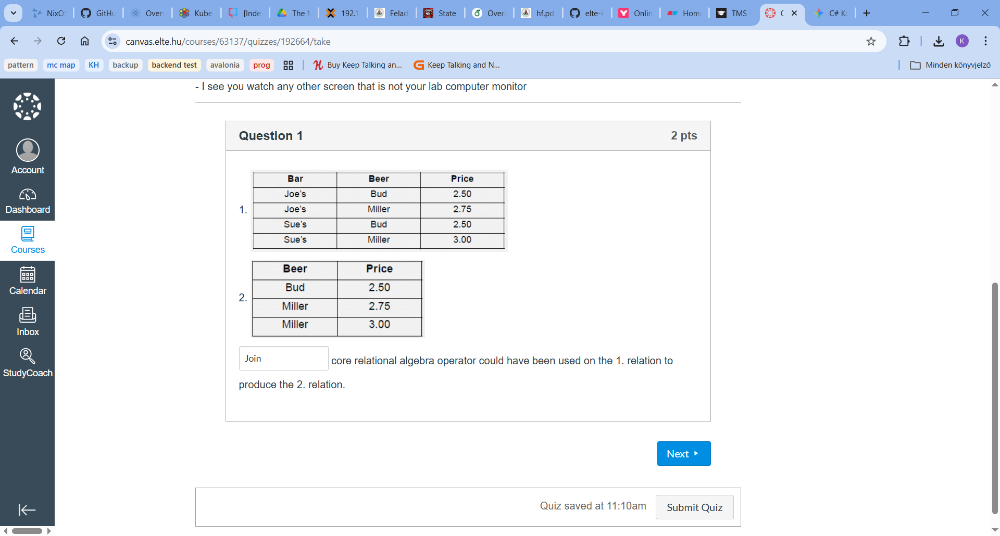 NixO
GitHu
Over
Kube
[Inde
The N
192.1
Felad
State
Overl
hf.pd
elte-i
Onlin
Home
TMS
C# Ko
canvas.elte.hu/courses/63137/quizzes/192664/take
K
pattern
mc map
KH
backup
backend test
avalonia
prog
Buy Keep Talking an...
Keep Talking and N...
Minden könyvjelző
Account
Dashboard
Courses
Calendar
Inbox
StudyCoach
- I see you watch any other screen that is not your lab computer monitor
Question 1 2 pts
1.
Bar Beer Price
Joe's Bud 2.50
Joe's Miller 2.75
Sue's Bud 2.50
Sue's Miller 3.00
2.
Beer Price
Bud 2.50
Miller 2.75
Miller 3.00
Join core relational algebra operator could have been used on the 1. relation to
produce the 2. relation.
Next
Quiz saved at 11:10am Submit Quiz